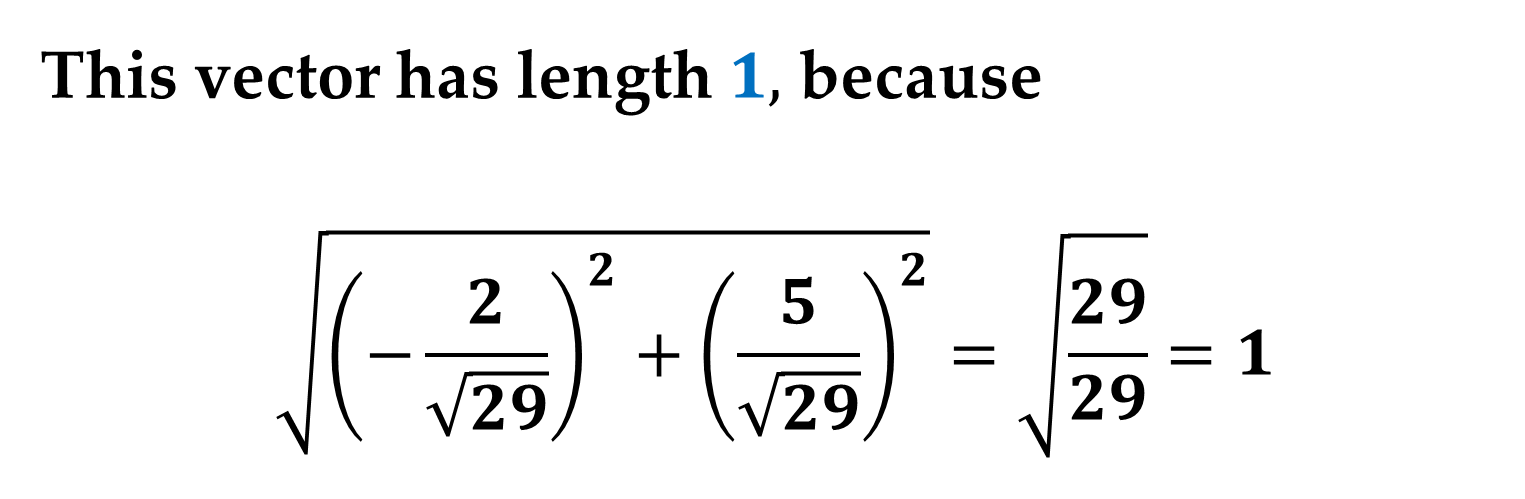 This vector has length 1, because
√((−2/√29)² + (5/√29)²) = √(29/29) = 1